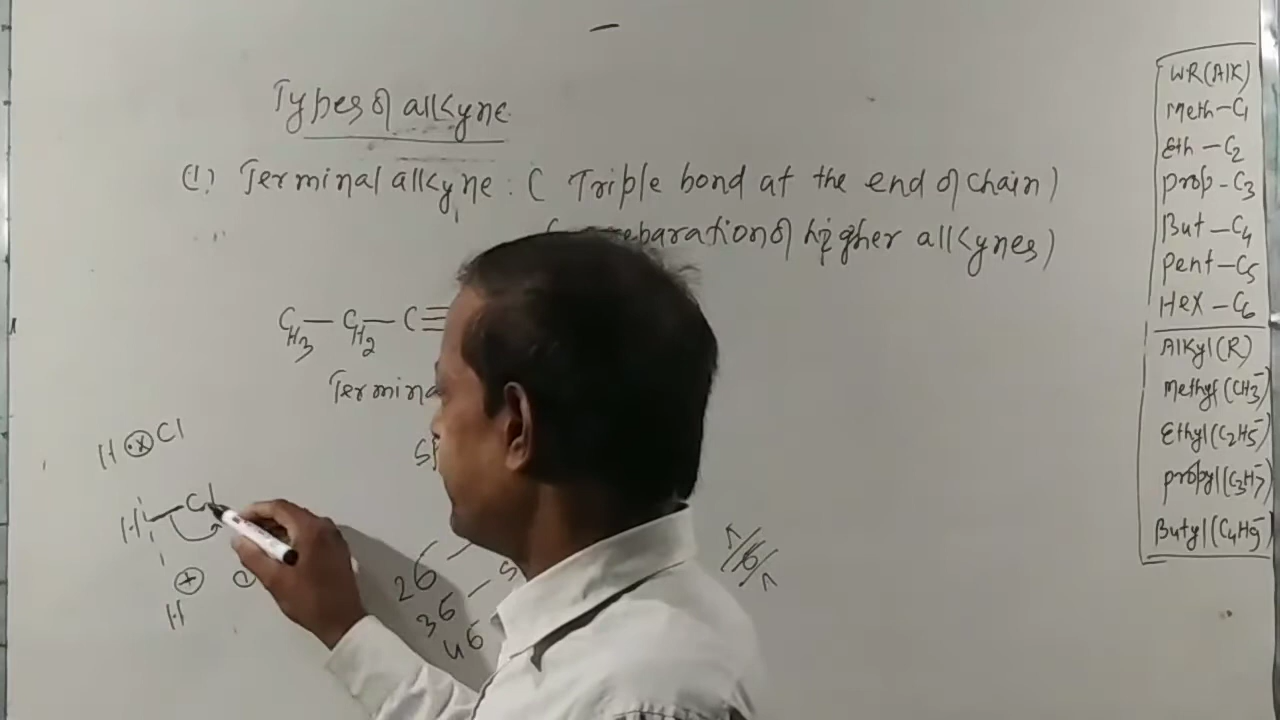 Types of alkyne
(1.) Terminal alkyne : ( Triple bond at the end of chain)
of higher alkynes)
CH3 — CH2 — C≡
H Cl
H — Cl
⊕
H
26 —
36 —
46
WR(Alk)
Meth - C1
Eth - C2
Prop - C3
But - C4
Pent - C5
Hex - C6
Alkyl (R)
Methyl (CH3-)
Ethyl (C2H5-)
propyl (C3H7-)
Butyl (C4H9-)